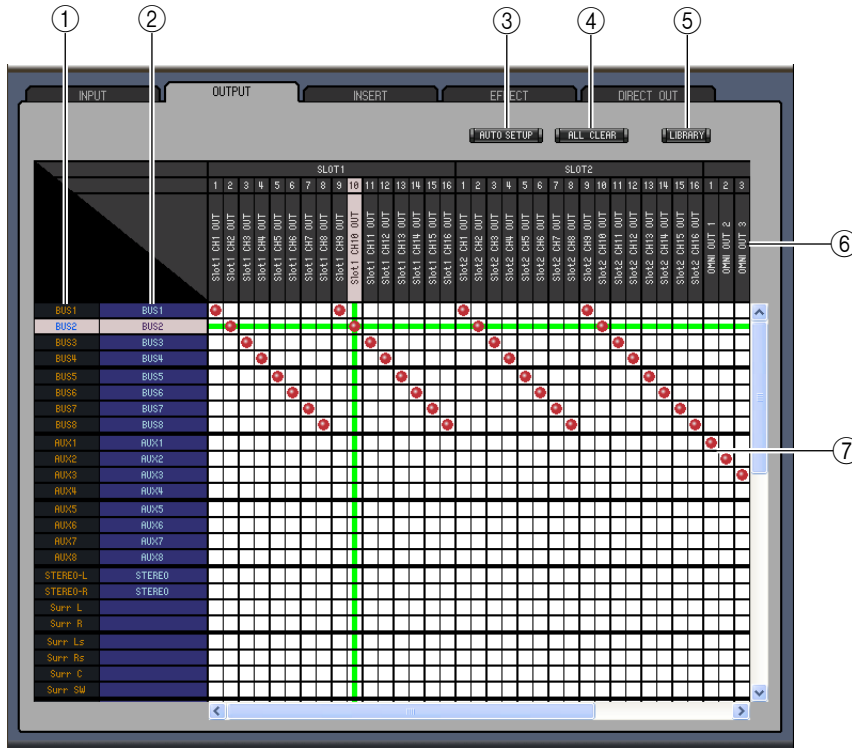 ① ② ③ ④ ⑤
INPUT OUTPUT INSERT EFFECT DIRECT OUT
AUTO SETUP ALL CLEAR LIBRARY
SLOT1 SLOT2
1 2 3 4 5 6 7 8 9 10 11 12 13 14 15 16 1 2 3 4 5 6 7 8 9 10 11 12 13 14 15 16 1 2 3
Slot1 CH1 OUT
Slot1 CH2 OUT
Slot1 CH3 OUT
Slot1 CH4 OUT
Slot1 CH5 OUT
Slot1 CH6 OUT
Slot1 CH7 OUT
Slot1 CH8 OUT
Slot1 CH9 OUT
Slot1 CH10 OUT
Slot1 CH11 OUT
Slot1 CH12 OUT
Slot1 CH13 OUT
Slot1 CH14 OUT
Slot1 CH15 OUT
Slot1 CH16 OUT
Slot2 CH1 OUT
Slot2 CH2 OUT
Slot2 CH3 OUT
Slot2 CH4 OUT
Slot2 CH5 OUT
Slot2 CH6 OUT
Slot2 CH7 OUT
Slot2 CH8 OUT
Slot2 CH9 OUT
Slot2 CH10 OUT
Slot2 CH11 OUT
Slot2 CH12 OUT
Slot2 CH13 OUT
Slot2 CH14 OUT
Slot2 CH15 OUT
Slot2 CH16 OUT
OMNI OUT 1
OMNI OUT 2
OMNI OUT 3
⑥
BUS1 BUS1
BUS2 BUS2
BUS3 BUS3
BUS4 BUS4
BUS5 BUS5
BUS6 BUS6
BUS7 BUS7
BUS8 BUS8
AUX1 AUX1
⑦
AUX2 AUX2
AUX3 AUX3
AUX4 AUX4
AUX5 AUX5
AUX6 AUX6
AUX7 AUX7
AUX8 AUX8
STEREO-L STEREO
STEREO-R STEREO
Surr L
Surr R
Surr Ls
Surr Rs
Surr C
Surr SW